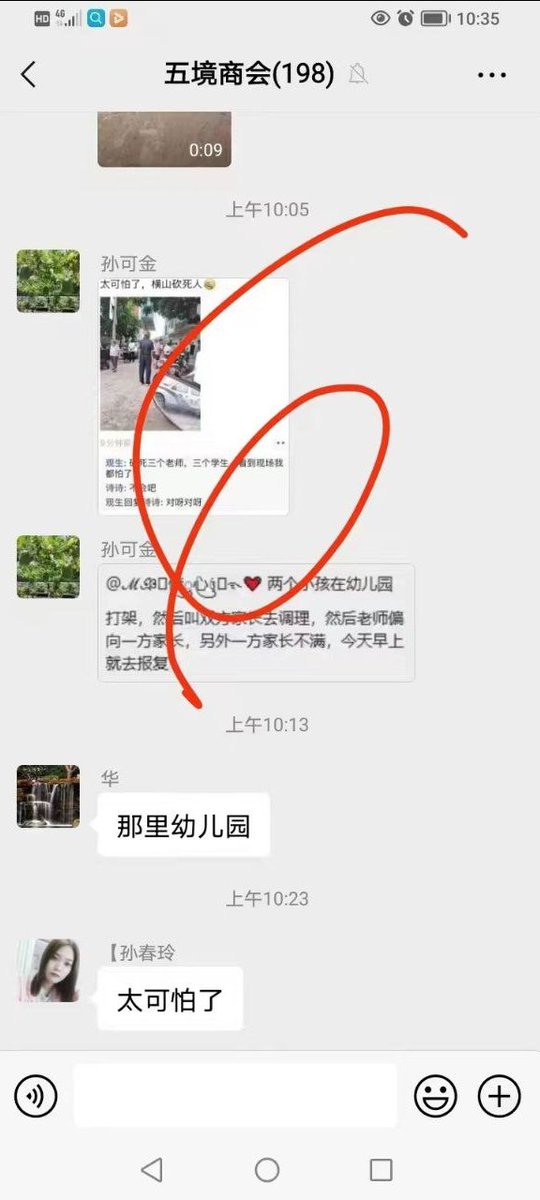 HD 4G 10:35
五境商会(198)
0:09
上午10:05
孙可金
太可怕了，横山砍死人
分钟前
观生: 砍死三个老师，三个学生，看到现场我
都怕了
诗诗: 不会吧
观生回复诗诗: 对呀对呀
孙可金
两个小孩在幼儿园
打架，然后叫双方家长去调理，然后老师偏
向一方家长，另外一方家长不满，今天早上
就去报复
上午10:13
华
那里幼儿园
上午10:23
【孙春玲
太可怕了